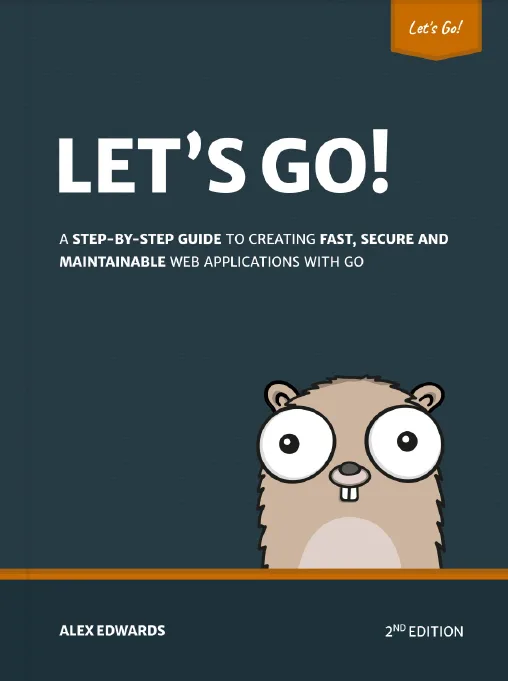 Let's Go!
LET’S GO!
A STEP-BY-STEP GUIDE TO CREATING FAST, SECURE AND
MAINTAINABLE WEB APPLICATIONS WITH GO
ALEX EDWARDS
2ND EDITION